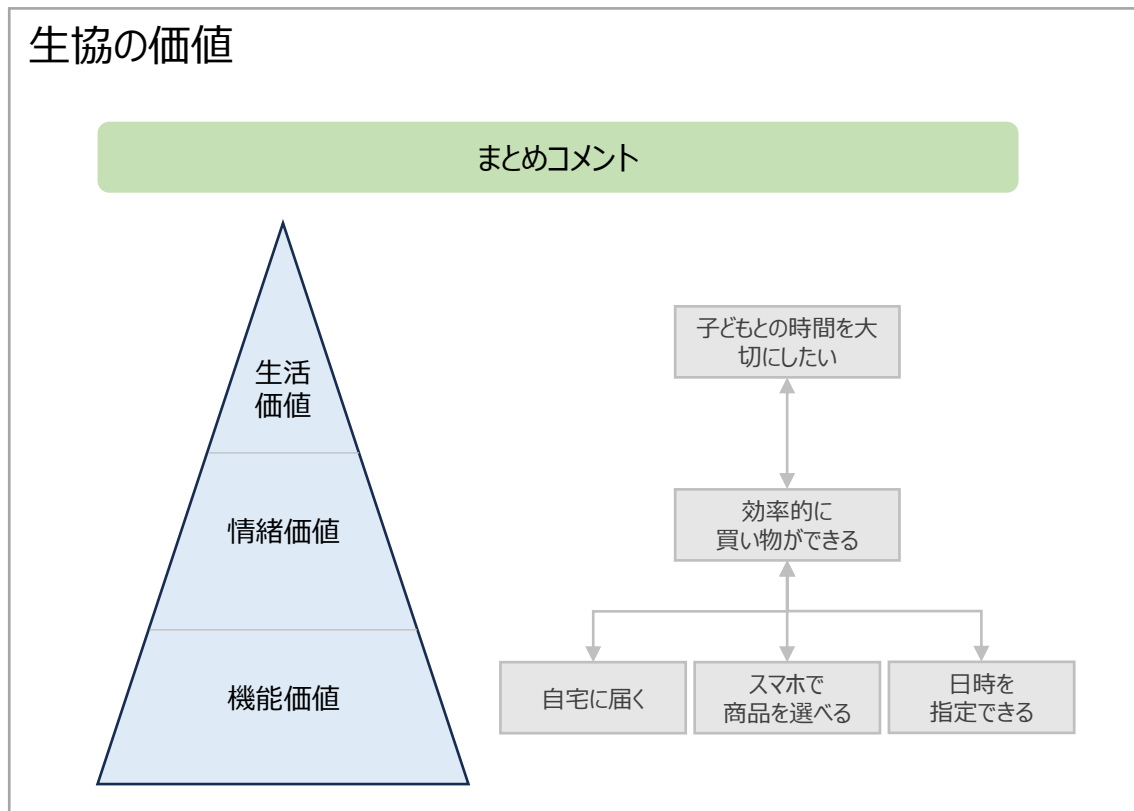 生協の価値
まとめコメント
生活
価値
情緒価値
機能価値
子どもとの時間を大
切にしたい
効率的に
買い物ができる
自宅に届く
スマホで
商品を選べる
日時を
指定できる